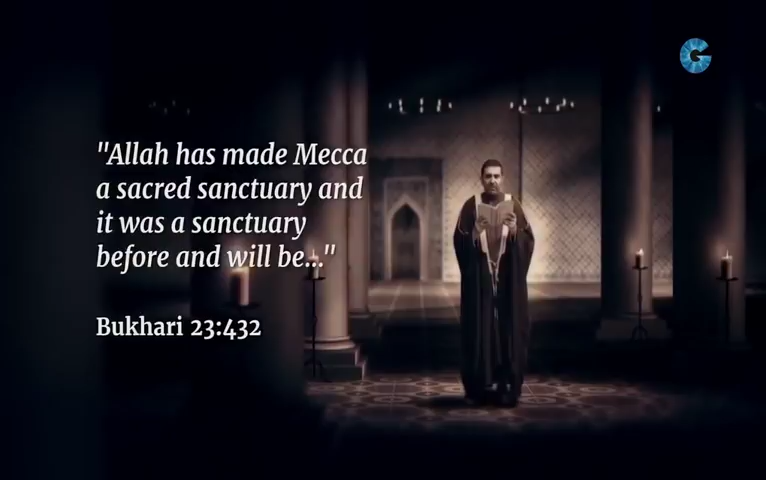 "Allah has made Mecca
a sacred sanctuary and
it was a sanctuary
before and will be..."
Bukhari 23:432
G